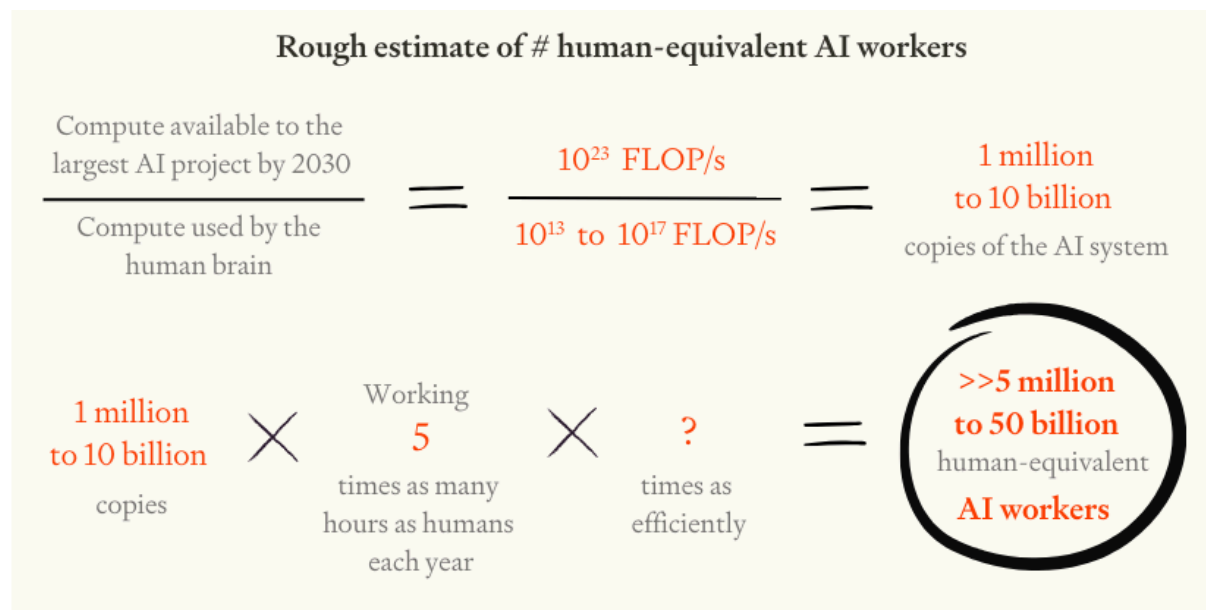 Rough estimate of # human-equivalent AI workers
Compute available to the
largest AI project by 2030
Compute used by the
human brain
=
10²³ FLOP/s
10¹³ to 10¹⁷ FLOP/s
=
1 million
to 10 billion
copies of the AI system
1 million
to 10 billion
copies
×
Working
5
times as many
hours as humans
each year
×
?
times as
efficiently
=
>>5 million
to 50 billion
human-equivalent
AI workers